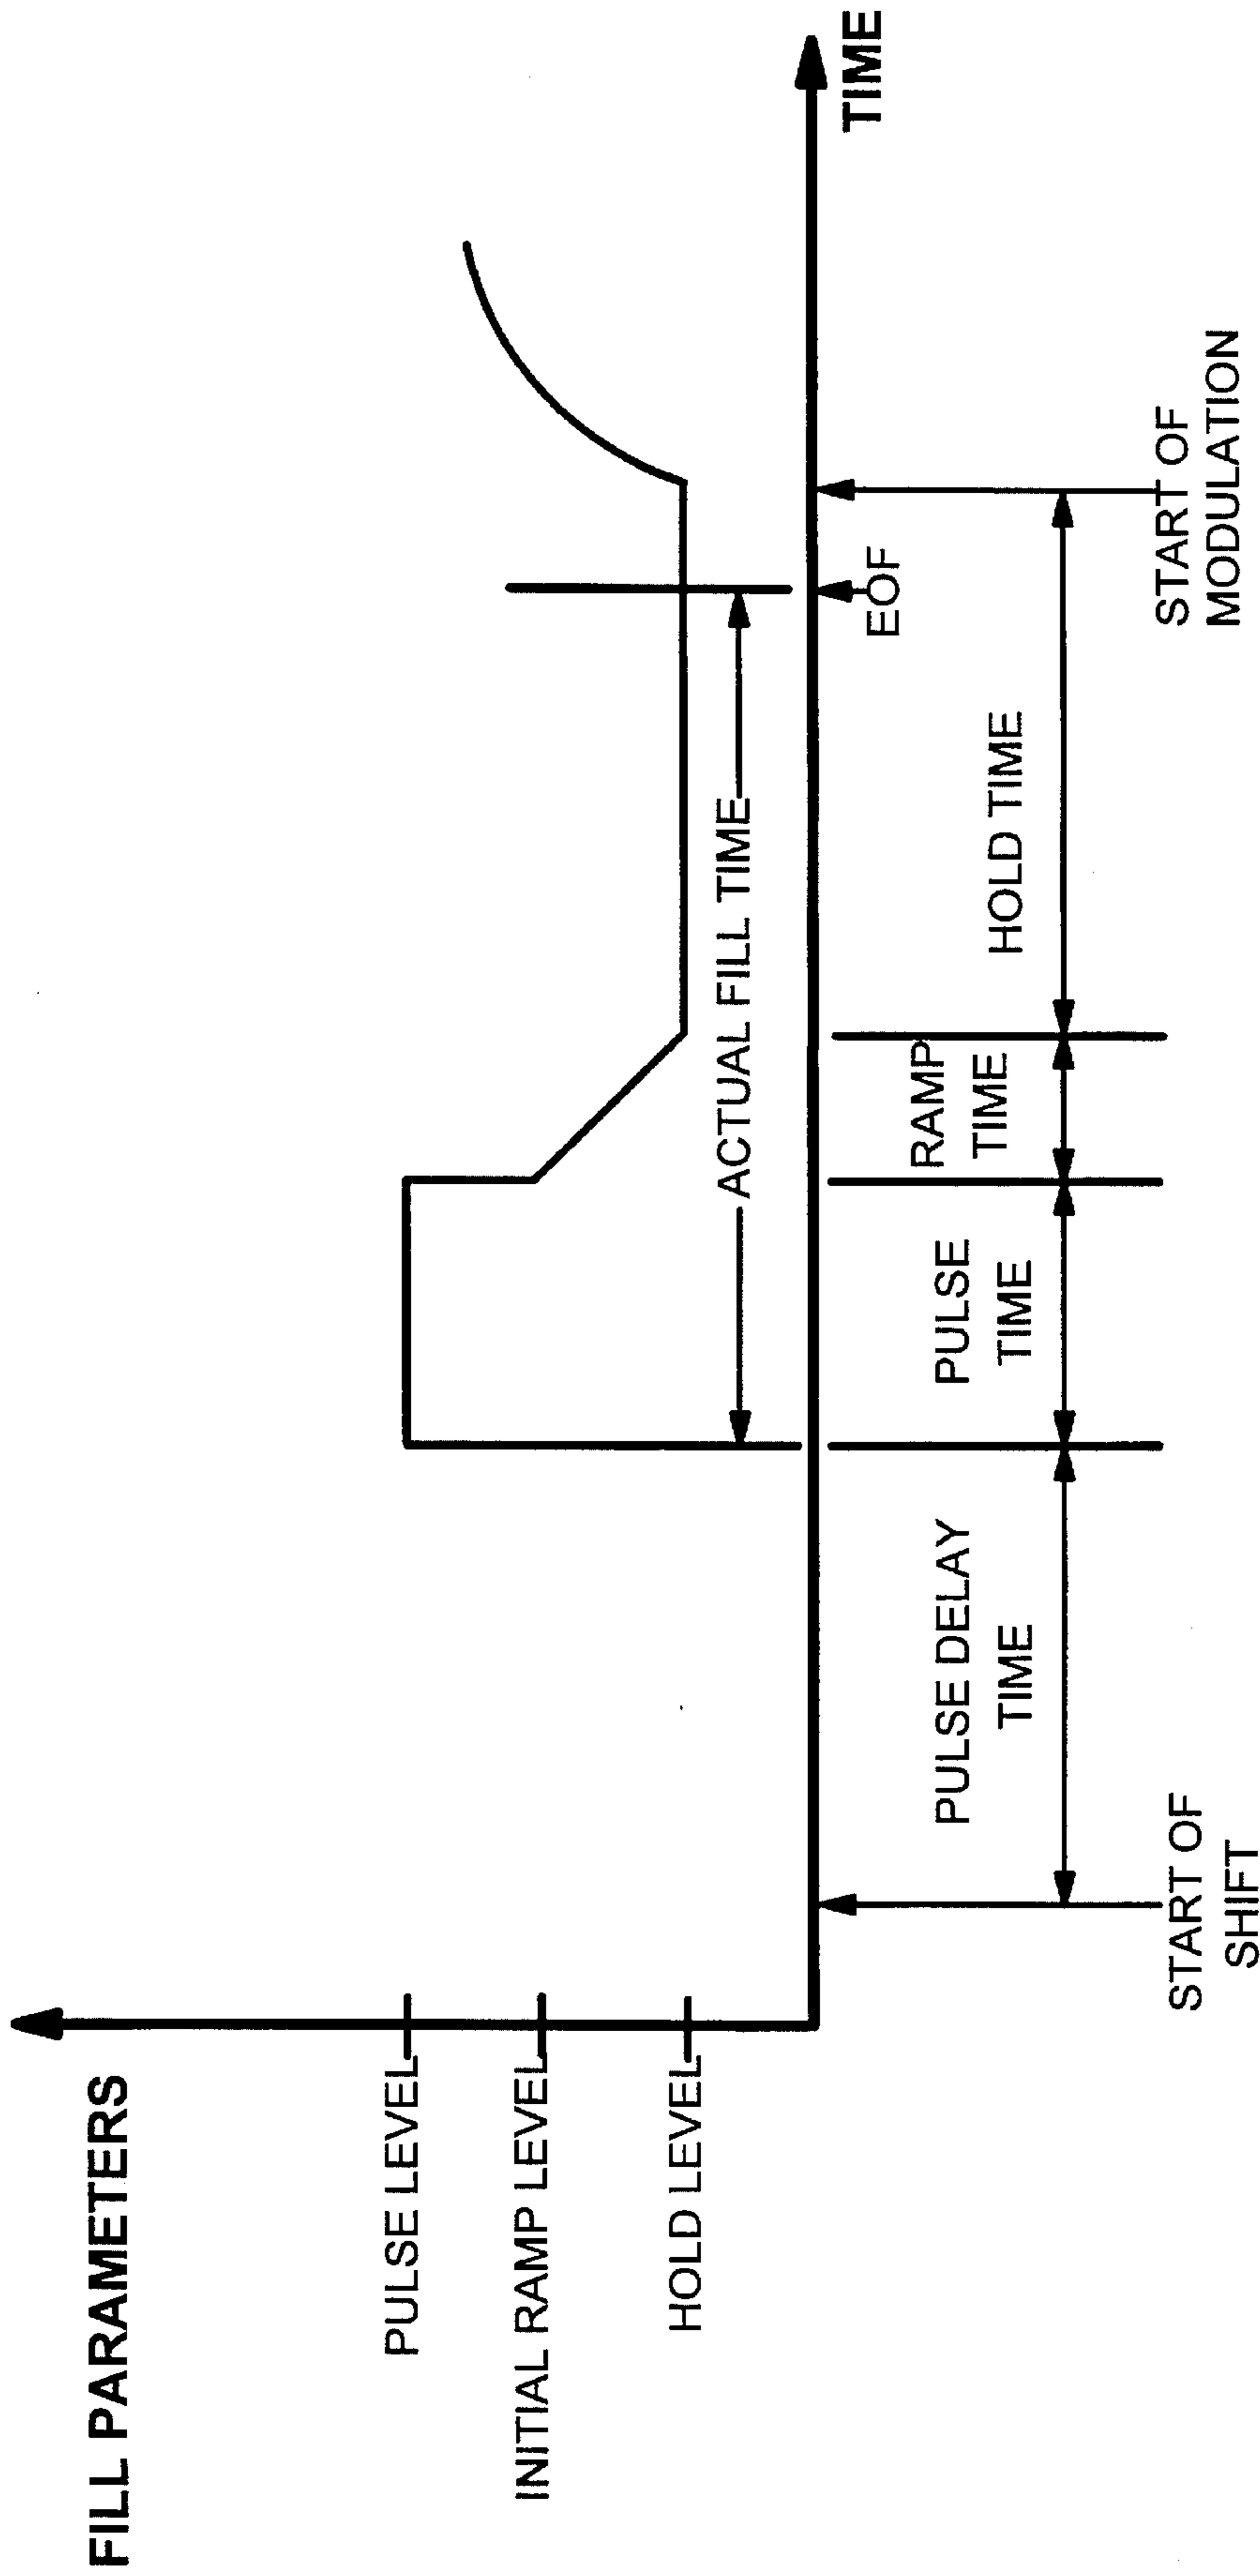 FILL PARAMETERS
PULSE LEVEL
INITIAL RAMP LEVEL
HOLD LEVEL
ACTUAL FILL TIME
TIME
EOF
PULSE DELAY
TIME
PULSE
TIME
RAMP
TIME
HOLD TIME
START OF
SHIFT
START OF
MODULATION